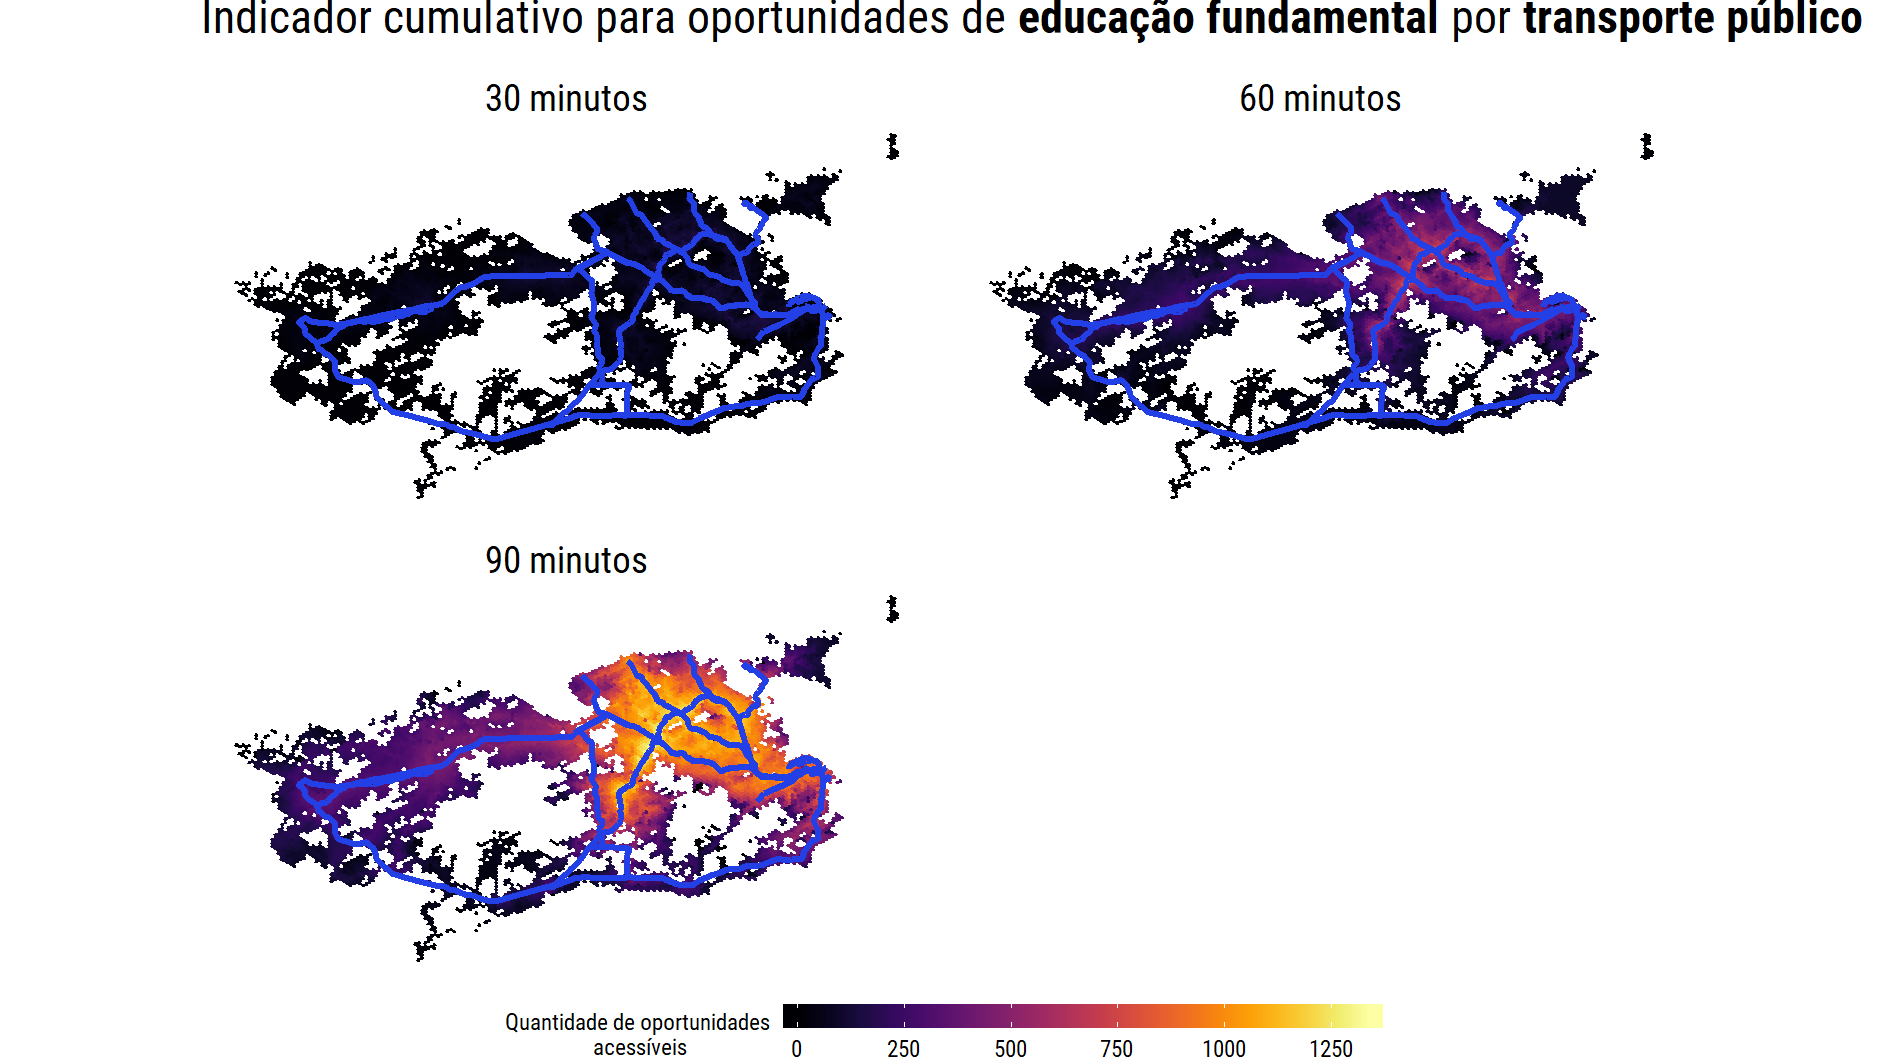 Indicador cumulativo para oportunidades de educação fundamental por transporte público
30 minutos
60 minutos
90 minutos
Quantidade de oportunidades
acessíveis
0 250 500 750 1000 1250